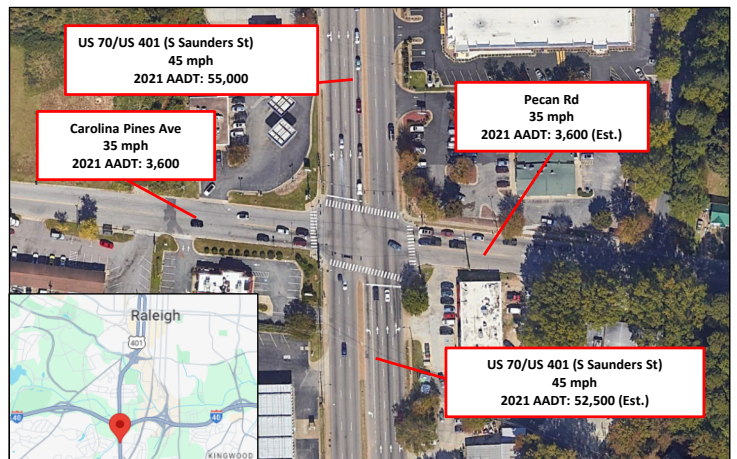 US 70/US 401 (S Saunders St)
45 mph
2021 AADT: 55,000
Pecan Rd
35 mph
2021 AADT: 3,600 (Est.)
Carolina Pines Ave
35 mph
2021 AADT: 3,600
US 70/US 401 (S Saunders St)
45 mph
2021 AADT: 52,500 (Est.)
Raleigh
401
40
40
KINGWOOD